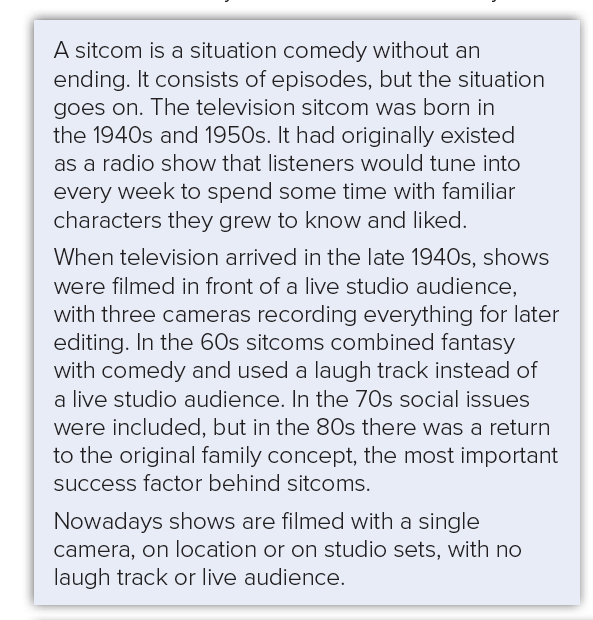 A sitcom is a situation comedy without an
ending. It consists of episodes, but the situation
goes on. The television sitcom was born in
the 1940s and 1950s. It had originally existed
as a radio show that listeners would tune into
every week to spend some time with familiar
characters they grew to know and liked.
When television arrived in the late 1940s, shows
were filmed in front of a live studio audience,
with three cameras recording everything for later
editing. In the 60s sitcoms combined fantasy
with comedy and used a laugh track instead of
a live studio audience. In the 70s social issues
were included, but in the 80s there was a return
to the original family concept, the most important
success factor behind sitcoms.
Nowadays shows are filmed with a single
camera, on location or on studio sets, with no
laugh track or live audience.